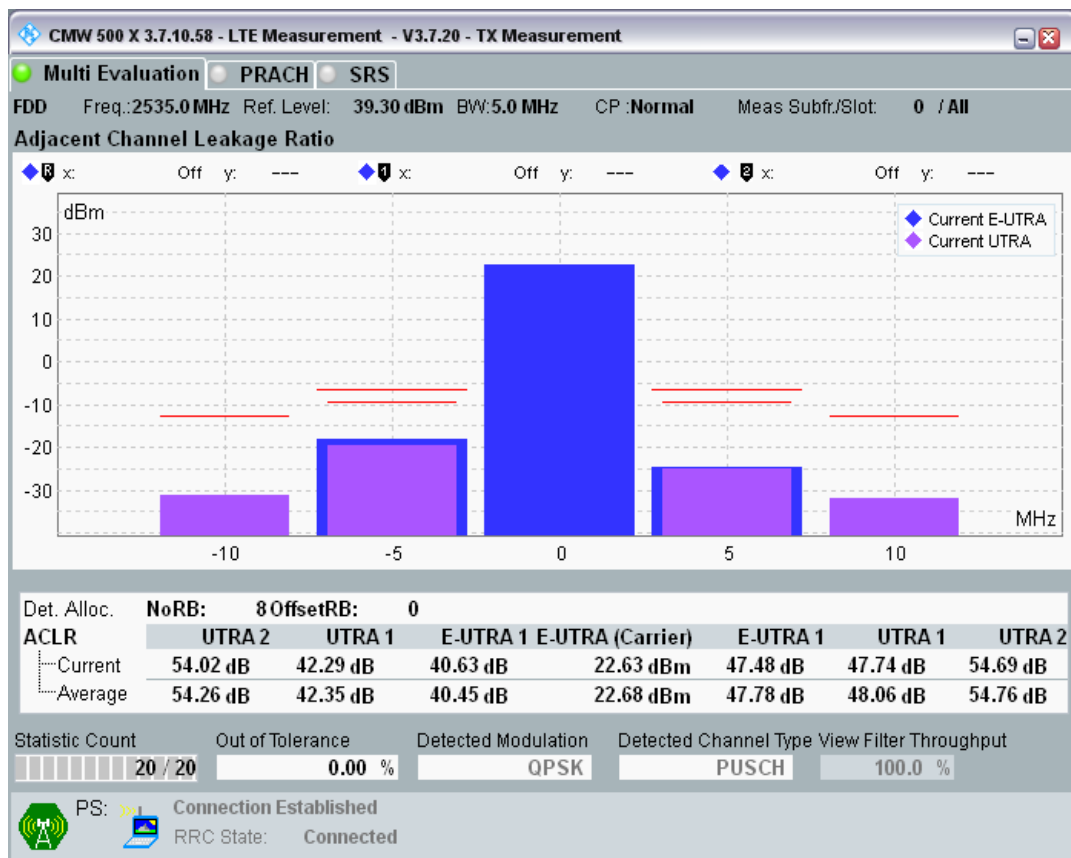 CMW 500 X 3.7.10.58 - LTE Measurement - V3.7.20 - TX Measurement
Multi Evaluation PRACH SRS
FDD Freq.:2535.0 MHz Ref. Level: 39.30 dBm BW:5.0 MHz CP :Normal Meas Subfr./Slot: 0 / All
Adjacent Channel Leakage Ratio
R x: Off y: --- 1 x: Off y: --- 2 x: Off y: ---
dBm
Current E-UTRA
Current UTRA
30
20
10
0
-10
-20
-30
MHz
-10 -5 0 5 10
Det. Alloc. NoRB: 8 OffsetRB: 0
ACLR UTRA 2 UTRA 1 E-UTRA 1 E-UTRA (Carrier) E-UTRA 1 UTRA 1 UTRA 2
Current 54.02 dB 42.29 dB 40.63 dB 22.63 dBm 47.48 dB 47.74 dB 54.69 dB
Average 54.26 dB 42.35 dB 40.45 dB 22.68 dBm 47.78 dB 48.06 dB 54.76 dB
Statistic Count Out of Tolerance Detected Modulation Detected Channel Type View Filter Throughput
20 / 20 0.00 % QPSK PUSCH 100.0 %
PS: Connection Established
RRC State: Connected